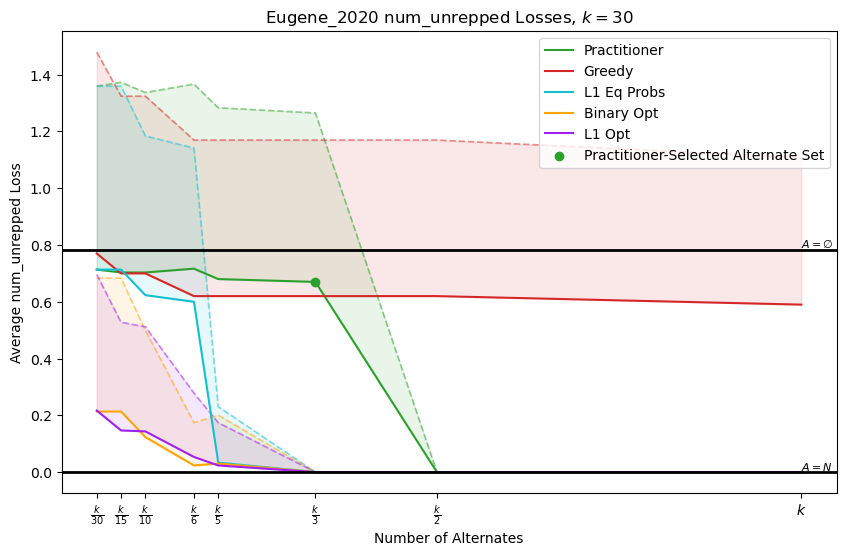 Eugene_2020 num_unrepped Losses, k = 30
Average num_unrepped Loss
1.4
1.2
1.0
0.8
0.6
0.4
0.2
0.0
Practitioner
Greedy
L1 Eq Probs
Binary Opt
L1 Opt
Practitioner-Selected Alternate Set
A = ∅
A = N
k/30 k/15 k/10 k/6 k/5 k/3 k/2 k
Number of Alternates